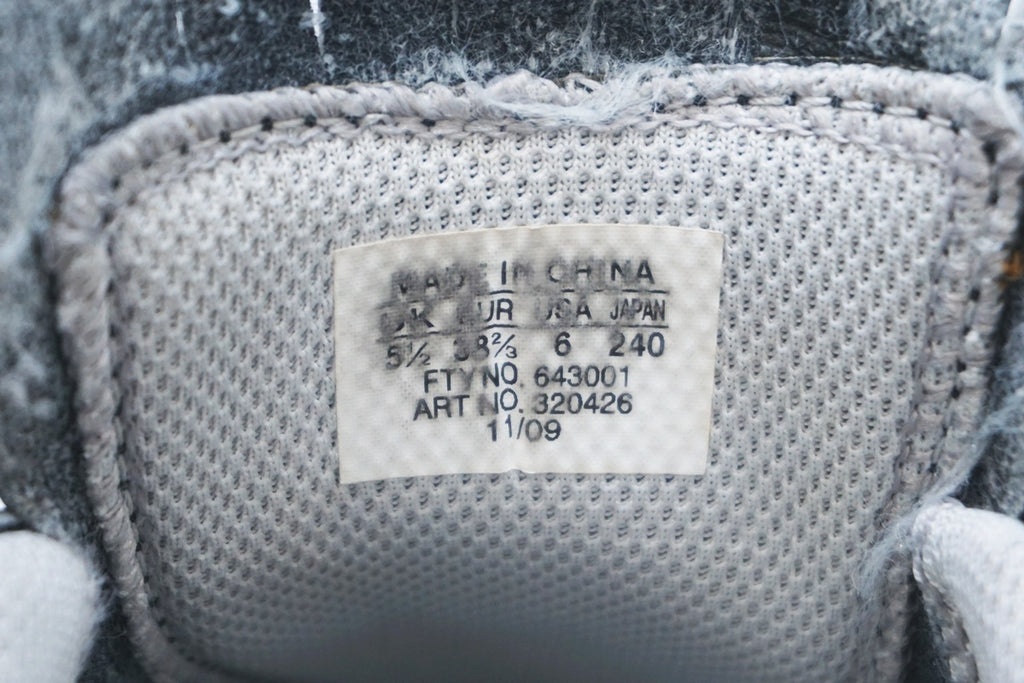 MADE IN CHINA
UK EUR USA JAPAN
5½ 38⅔ 6 240
FTY NO. 643001
ART NO. 320426
11/09